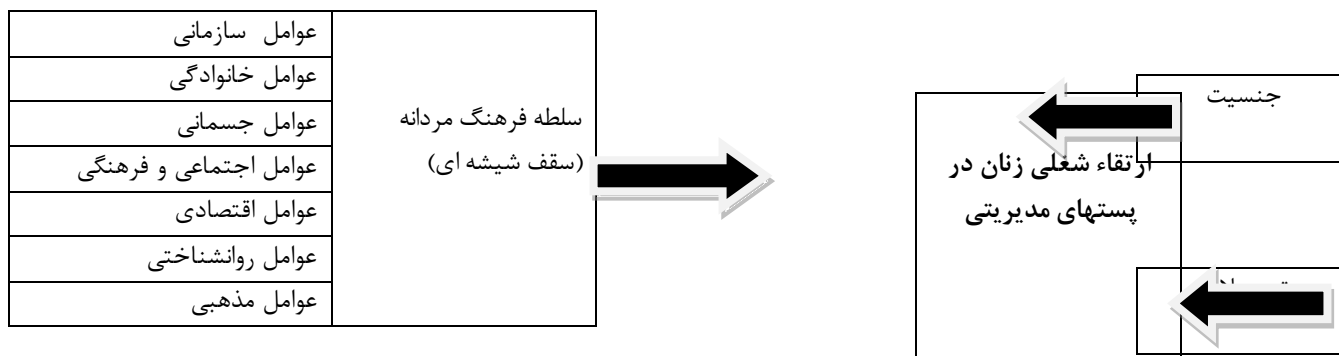 عوامل سازمانی
عوامل خانوادگی
عوامل جسمانی
عوامل اجتماعی و فرهنگی
عوامل اقتصادی
عوامل روانشناختی
عوامل مذهبی
سلطه فرهنگ مردانه
(سقف شیشه ای)
ارتقاء شغلی زنان در
پستهای مدیریتی
جنسیت